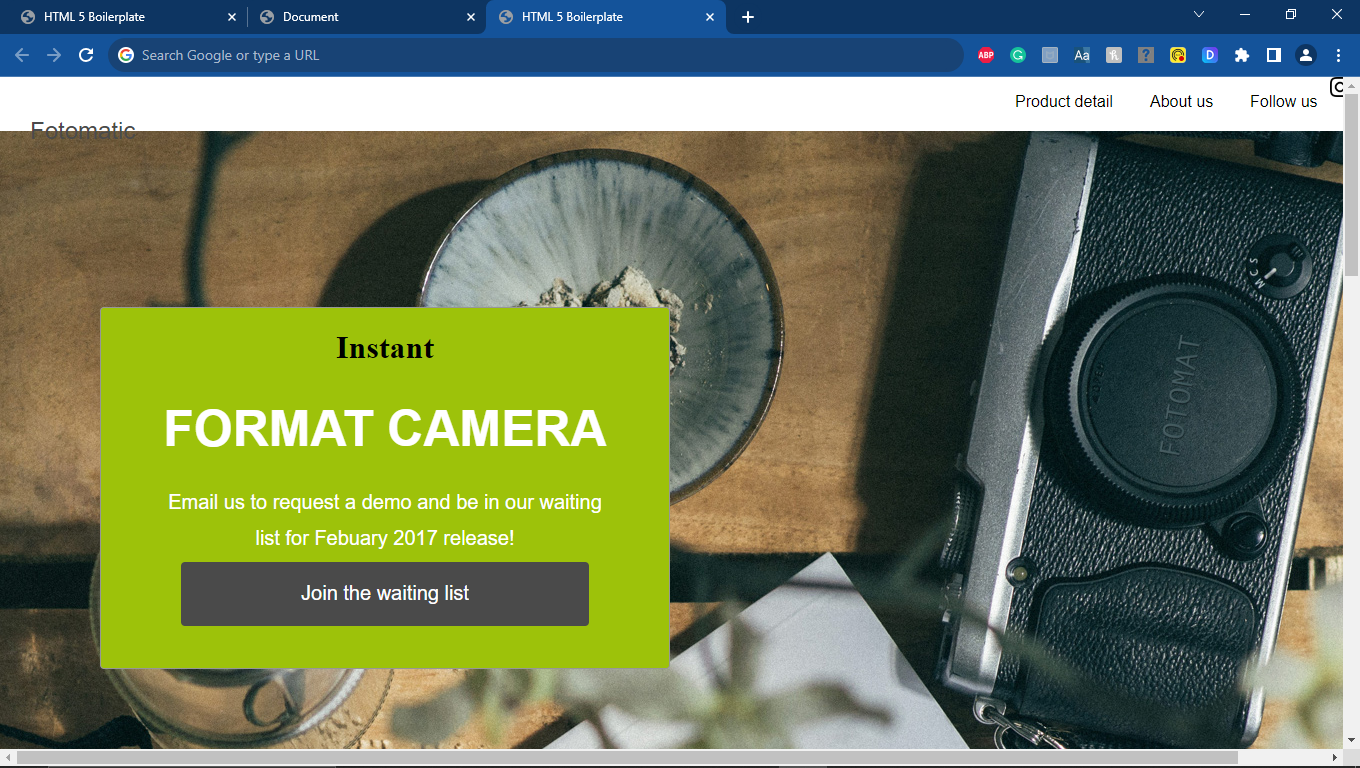 HTML 5 Boilerplate
Document
HTML 5 Boilerplate
Search Google or type a URL
ABP
Aa
?
D
Product detail
About us
Follow us
Fotomatic
M C S
FOTOMAT
Instant
FORMAT CAMERA
Email us to request a demo and be in our waiting
list for Febuary 2017 release!
Join the waiting list